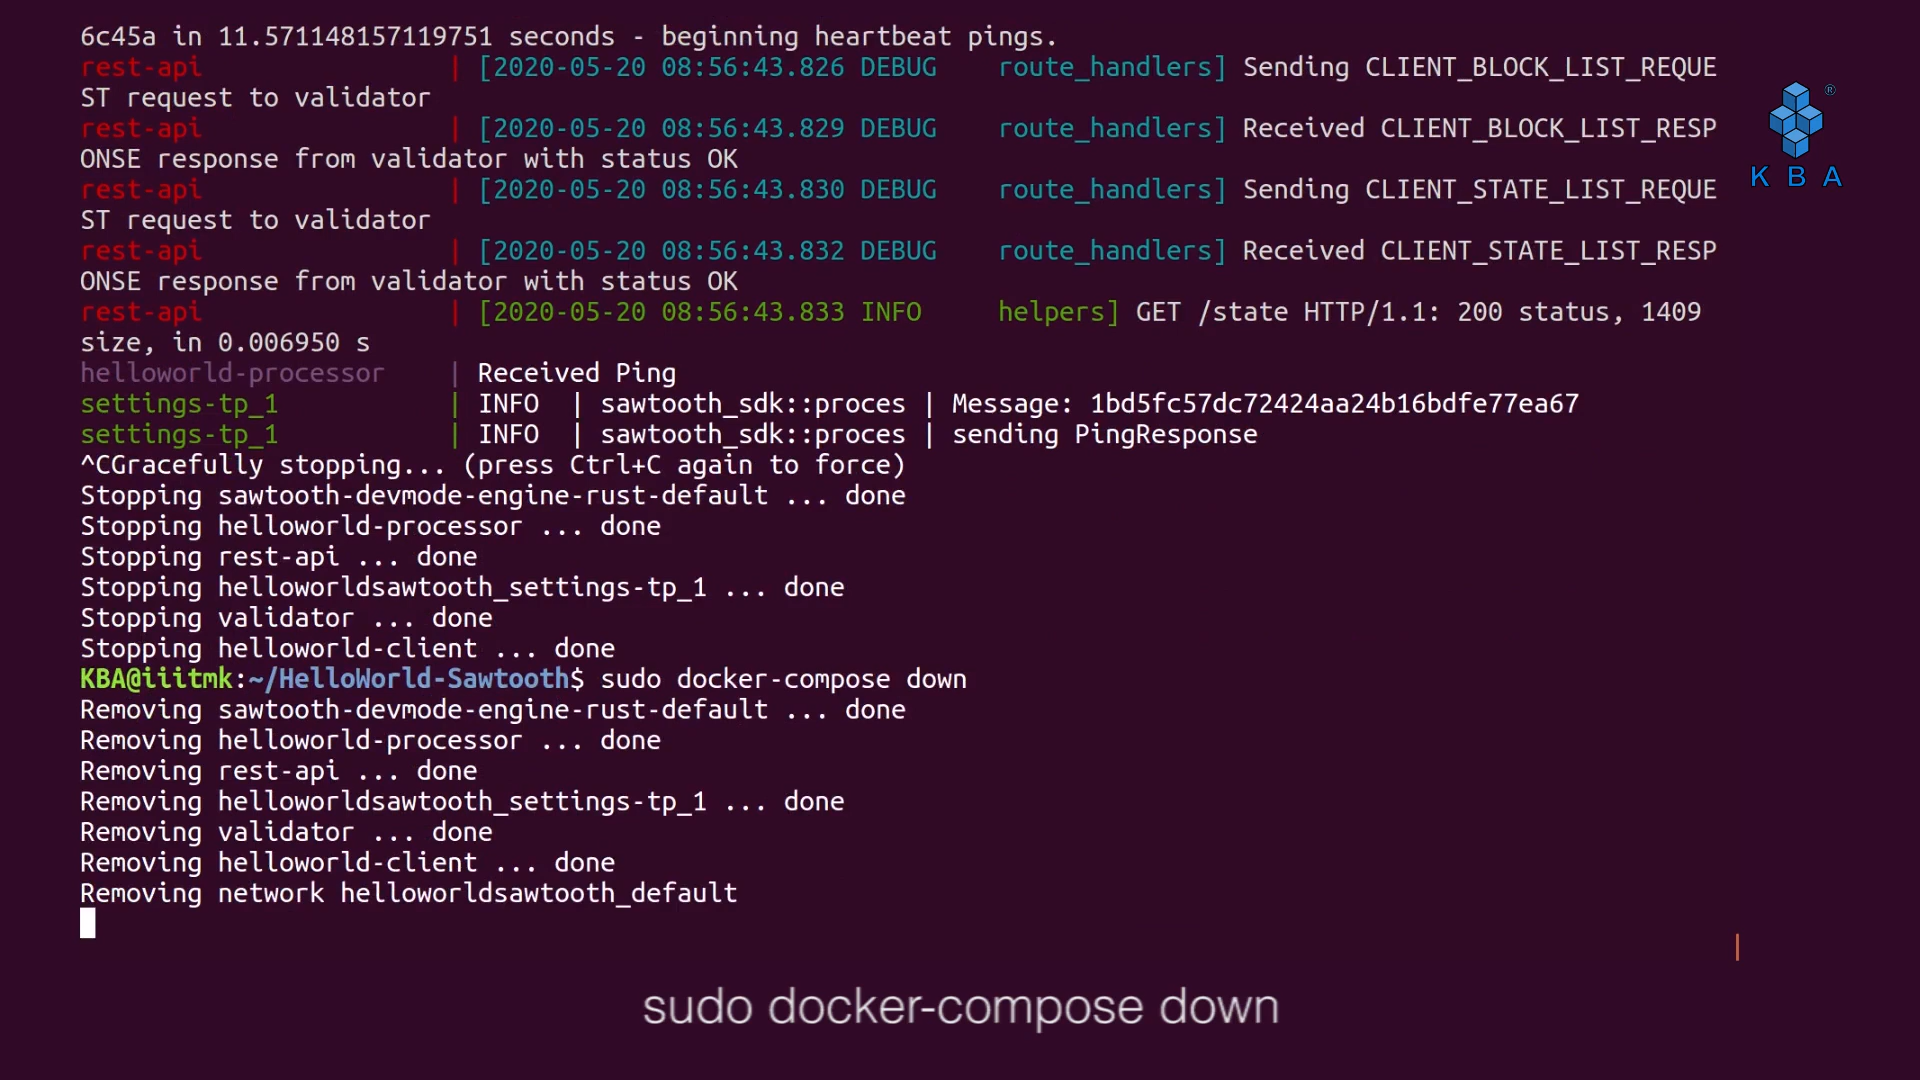 6c45a in 11.571148157119751 seconds - beginning heartbeat pings.
rest-api | [2020-05-20 08:56:43.826 DEBUG route_handlers] Sending CLIENT_BLOCK_LIST_REQUE
ST request to validator
rest-api | [2020-05-20 08:56:43.829 DEBUG route_handlers] Received CLIENT_BLOCK_LIST_RESP
ONSE response from validator with status OK
rest-api | [2020-05-20 08:56:43.830 DEBUG route_handlers] Sending CLIENT_STATE_LIST_REQUE
ST request to validator
rest-api | [2020-05-20 08:56:43.832 DEBUG route_handlers] Received CLIENT_STATE_LIST_RESP
ONSE response from validator with status OK
rest-api | [2020-05-20 08:56:43.833 INFO helpers] GET /state HTTP/1.1: 200 status, 1409
size, in 0.006950 s
helloworld-processor | Received Ping
settings-tp_1 | INFO | sawtooth_sdk::proces | Message: 1bd5fc57dc72424aa24b16bdfe77ea67
settings-tp_1 | INFO | sawtooth_sdk::proces | sending PingResponse
^CGracefully stopping... (press Ctrl+C again to force)
Stopping sawtooth-devmode-engine-rust-default ... done
Stopping helloworld-processor ... done
Stopping rest-api ... done
Stopping helloworldsawtooth_settings-tp_1 ... done
Stopping validator ... done
Stopping helloworld-client ... done
KBA@iiitmk:~/HelloWorld-Sawtooth$ sudo docker-compose down
Removing sawtooth-devmode-engine-rust-default ... done
Removing helloworld-processor ... done
Removing rest-api ... done
Removing helloworldsawtooth_settings-tp_1 ... done
Removing validator ... done
Removing helloworld-client ... done
Removing network helloworldsawtooth_default
®
K B A
sudo docker-compose down